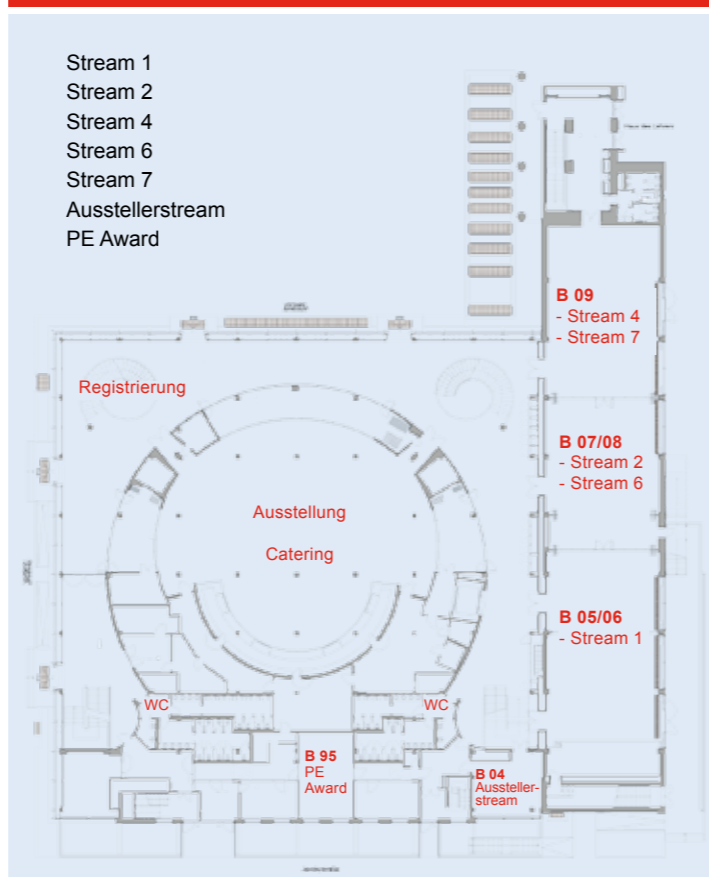 Stream 1
Stream 2
Stream 4
Stream 6
Stream 7
Ausstellerstream
PE Award
B 09
- Stream 4
- Stream 7
Registrierung
B 07/08
- Stream 2
- Stream 6
Ausstellung
Catering
B 05/06
- Stream 1
WC
WC
B 95
PE
Award
B 04
Aussteller-
stream